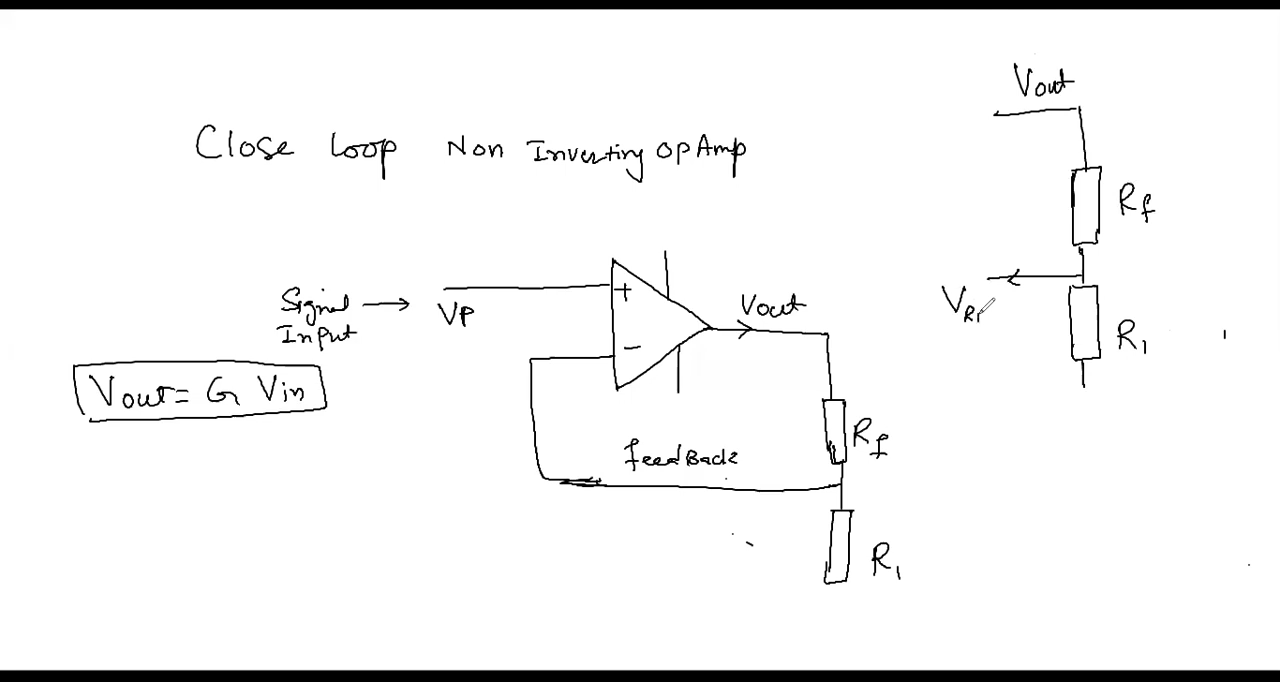 Close Loop Non Inverting OpAmp
Vout
Rf
VR1
R1
Signal
Input
VP
+
−
Vout
Vout = G Vin
Rf
feedBack
R1